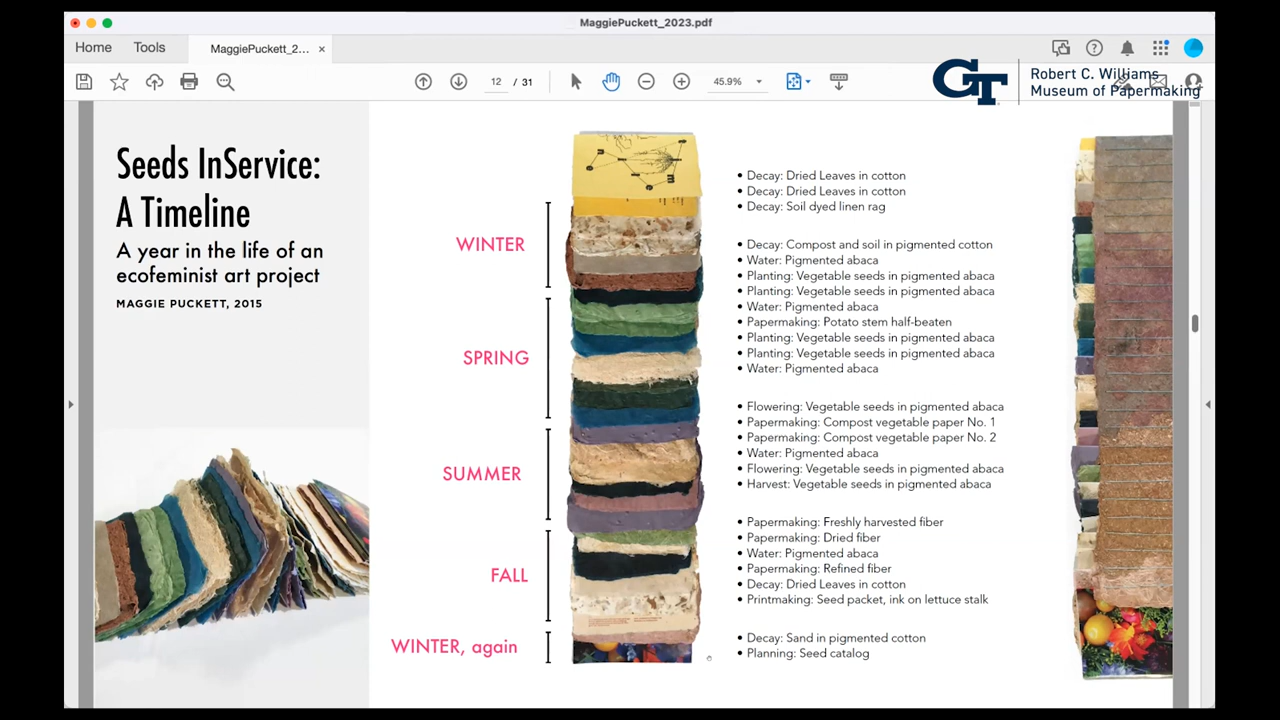 MaggiePuckett_2023.pdf
Home Tools MaggiePuckett_2... ×
12 / 31 45.9%
GT Robert C. Williams
Museum of Papermaking
Seeds InService:
A Timeline
A year in the life of an
ecofeminist art project
MAGGIE PUCKETT, 2015
WINTER
SPRING
SUMMER
FALL
WINTER, again
• Decay: Dried Leaves in cotton
• Decay: Dried Leaves in cotton
• Decay: Soil dyed linen rag
• Decay: Compost and soil in pigmented cotton
• Water: Pigmented abaca
• Planting: Vegetable seeds in pigmented abaca
• Planting: Vegetable seeds in pigmented abaca
• Water: Pigmented abaca
• Papermaking: Potato stem half-beaten
• Planting: Vegetable seeds in pigmented abaca
• Planting: Vegetable seeds in pigmented abaca
• Water: Pigmented abaca
• Flowering: Vegetable seeds in pigmented abaca
• Papermaking: Compost vegetable paper No. 1
• Papermaking: Compost vegetable paper No. 2
• Water: Pigmented abaca
• Flowering: Vegetable seeds in pigmented abaca
• Harvest: Vegetable seeds in pigmented abaca
• Papermaking: Freshly harvested fiber
• Papermaking: Dried fiber
• Water: Pigmented abaca
• Papermaking: Refined fiber
• Decay: Dried Leaves in cotton
• Printmaking: Seed packet, ink on lettuce stalk
• Decay: Sand in pigmented cotton
• Planning: Seed catalog